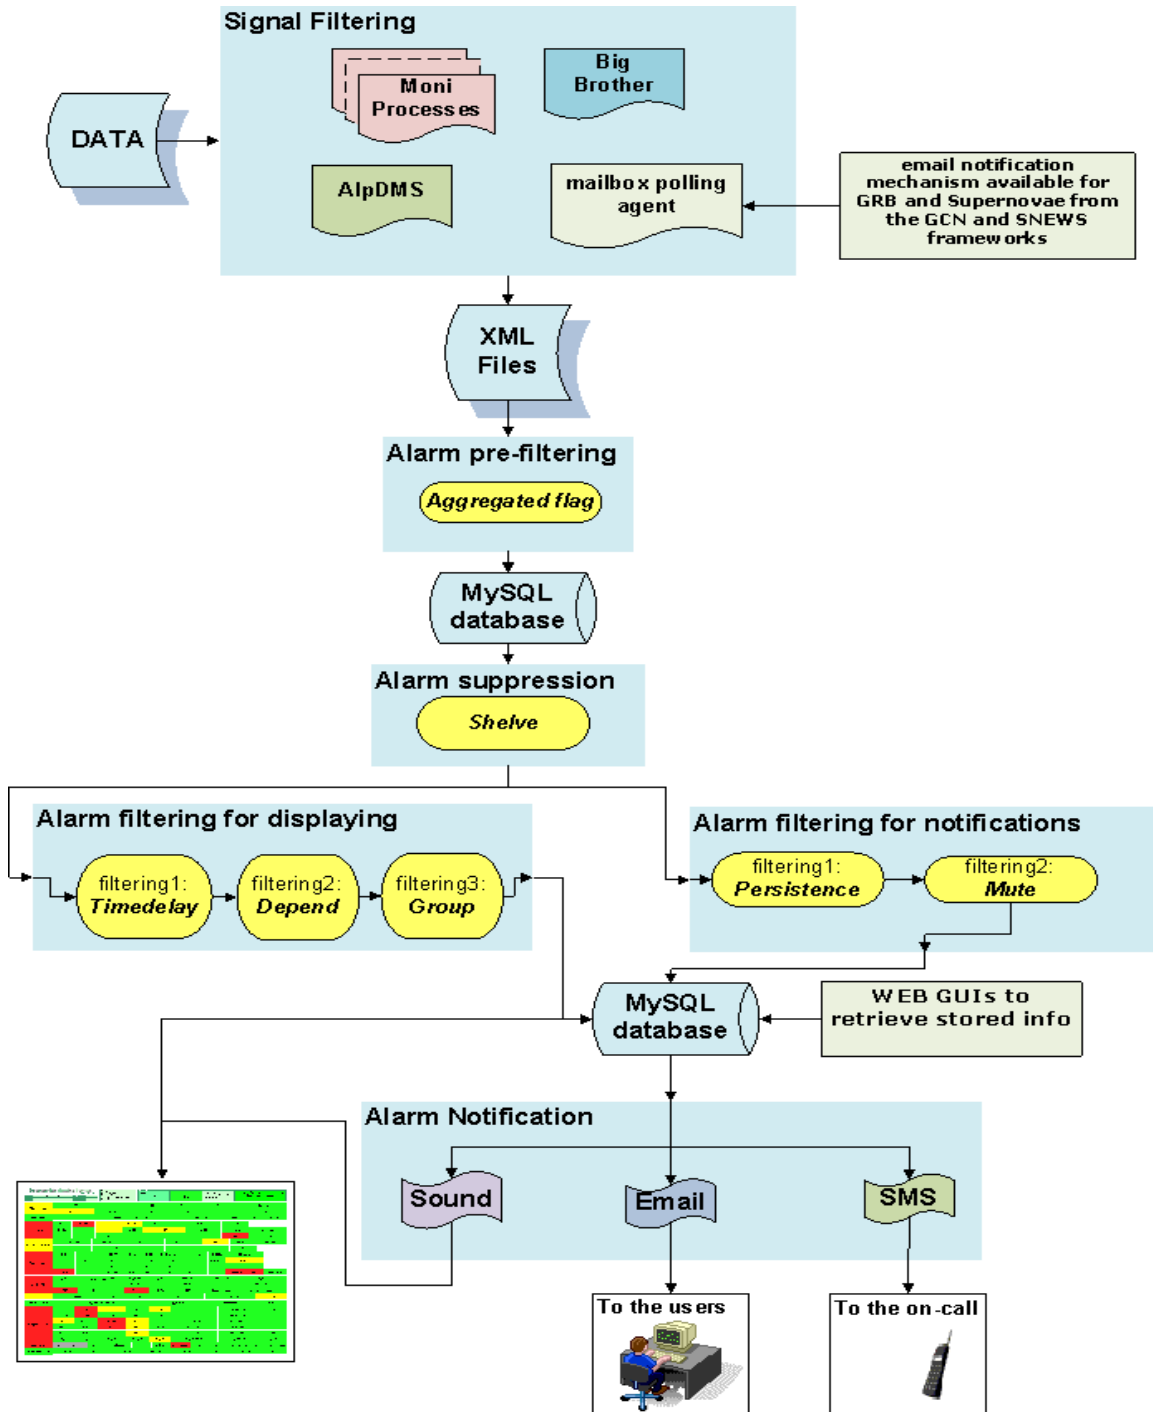 Signal Filtering
Moni
Processes
Big
Brother
DATA
AlpDMS
mailbox polling
agent
email notification
mechanism available for
GRB and Supernovae from
the GCN and SNEWS
frameworks
XML
Files
Alarm pre-filtering
Aggregated flag
MySQL
database
Alarm suppression
Shelve
Alarm filtering for displaying
filtering1:
Timedelay
filtering2:
Depend
filtering3:
Group
Alarm filtering for notifications
filtering1:
Persistence
filtering2:
Mute
MySQL
database
WEB GUIs to
retrieve stored info
Alarm Notification
Sound
Email
SMS
To the users
To the on-call